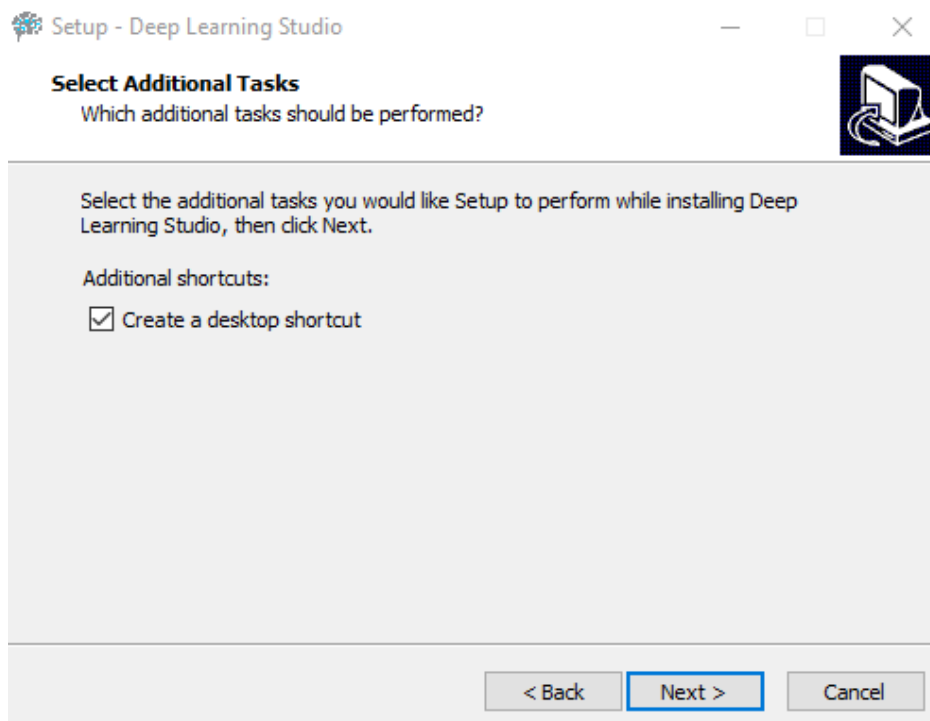 Setup - Deep Learning Studio
Select Additional Tasks
Which additional tasks should be performed?
Select the additional tasks you would like Setup to perform while installing Deep
Learning Studio, then click Next.
Additional shortcuts:
Create a desktop shortcut
< Back Next > Cancel